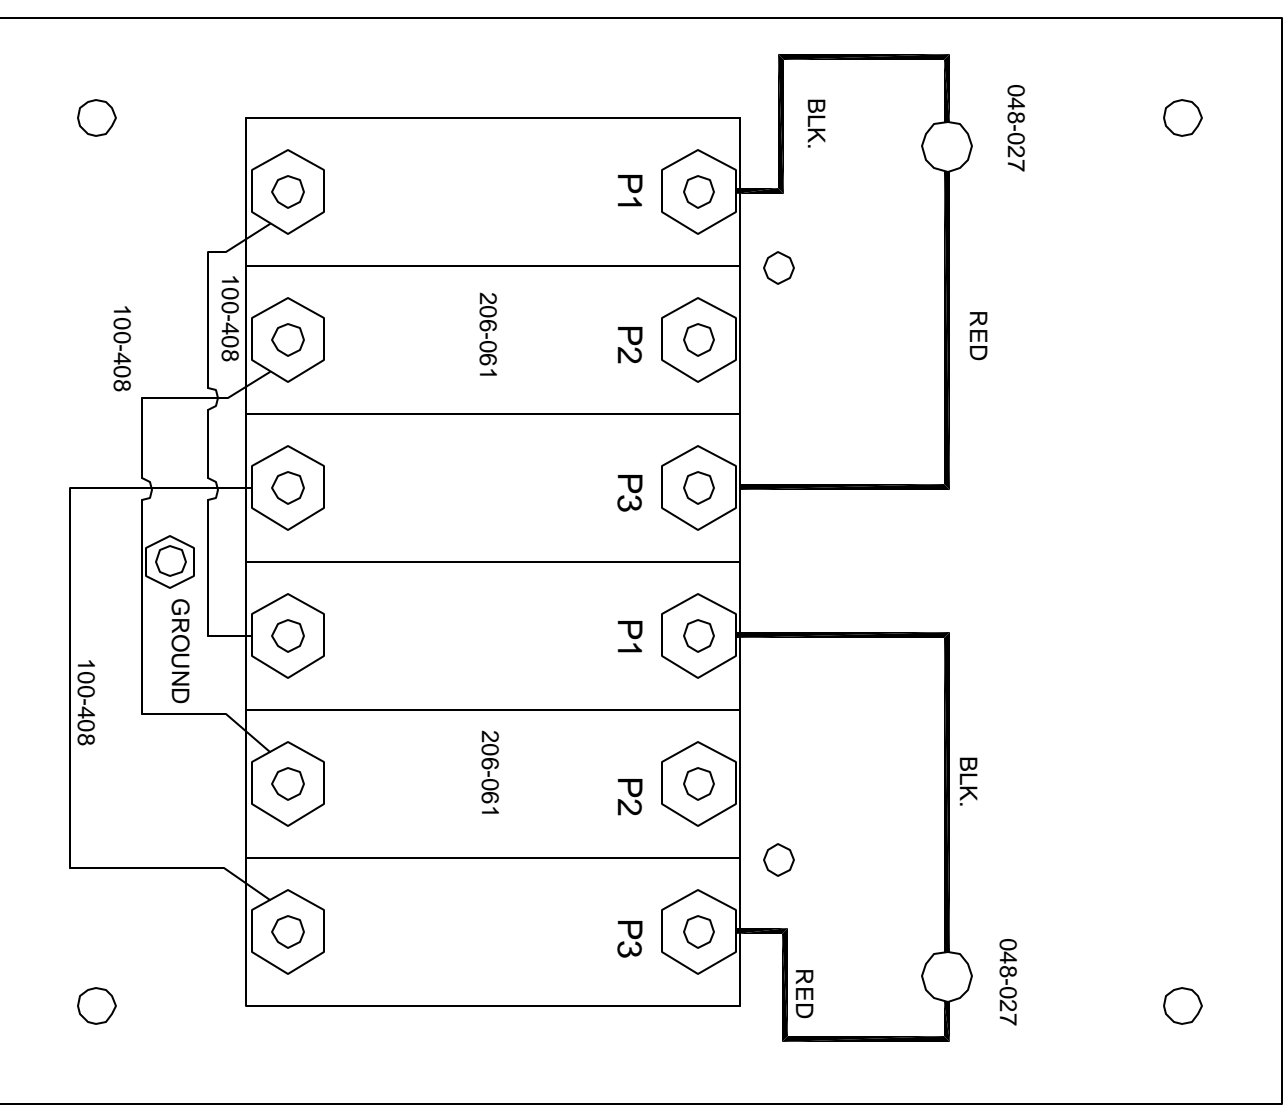 048-027
BLK.
RED
P1
P2
P3
206-061
100-408
100-408
GROUND
100-408
P1
P2
P3
206-061
BLK.
RED
048-027